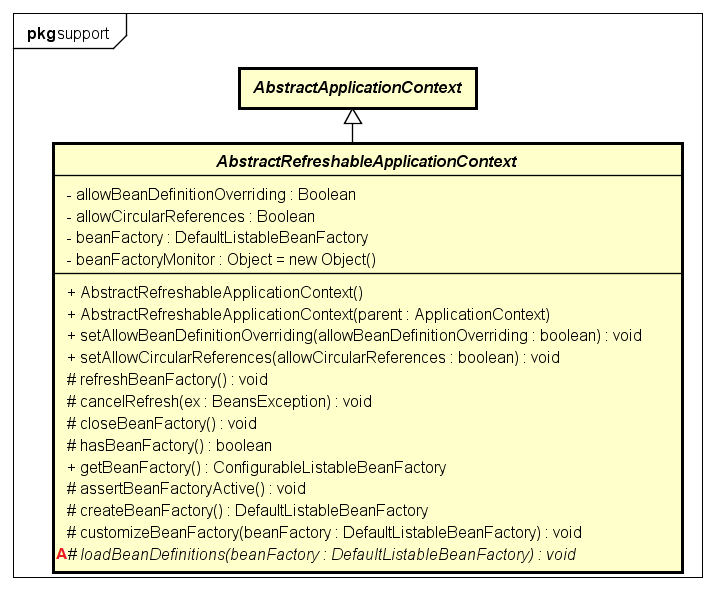 pkg support
AbstractApplicationContext
AbstractRefreshableApplicationContext
- allowBeanDefinitionOverriding : Boolean
- allowCircularReferences : Boolean
- beanFactory : DefaultListableBeanFactory
- beanFactoryMonitor : Object = new Object()
+ AbstractRefreshableApplicationContext()
+ AbstractRefreshableApplicationContext(parent : ApplicationContext)
+ setAllowBeanDefinitionOverriding(allowBeanDefinitionOverriding : boolean) : void
+ setAllowCircularReferences(allowCircularReferences : boolean) : void
# refreshBeanFactory() : void
# cancelRefresh(ex : BeansException) : void
# closeBeanFactory() : void
# hasBeanFactory() : boolean
+ getBeanFactory() : ConfigurableListableBeanFactory
# assertBeanFactoryActive() : void
# createBeanFactory() : DefaultListableBeanFactory
# customizeBeanFactory(beanFactory : DefaultListableBeanFactory) : void
A# loadBeanDefinitions(beanFactory : DefaultListableBeanFactory) : void